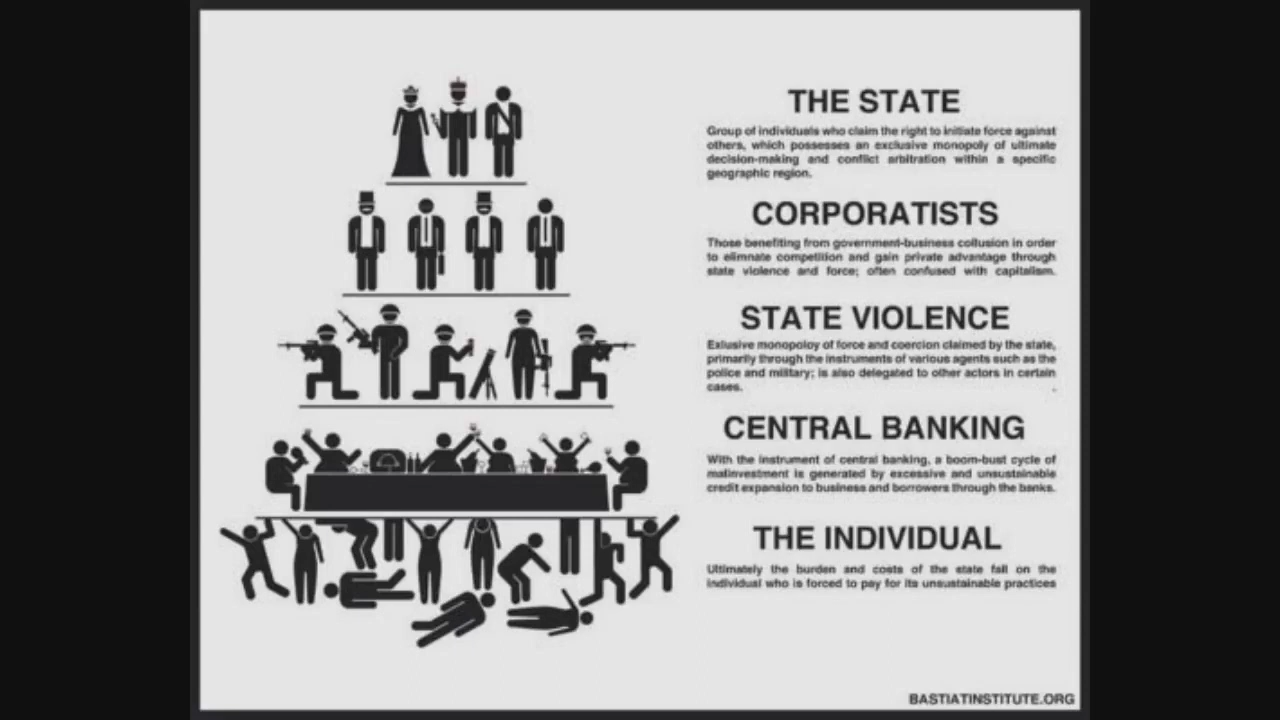 THE STATE
Group of individuals who claim the right to initiate force against
others, which possesses an exclusive monopoly of ultimate
decision-making and conflict arbitration within a specific
geographic region.
CORPORATISTS
Those benefiting from government-business collusion in order
to elimnate competition and gain private advantage through
state violence and force; often confused with capitalism.
STATE VIOLENCE
Exlusive monopoloy of force and coercion claimed by the state,
primarily through the instruments of various agents such as the
police and military; is also delegated to other actors in certain
cases.
CENTRAL BANKING
With the instrument of central banking, a boom-bust cycle of
malinvestment is generated by excessive and unsustainable
credit expansion to business and borrowers through the banks.
THE INDIVIDUAL
Ultimately the burden and costs of the state fall on the
individual who is forced to pay for its unsustainable practices
BASTIATINSTITUTE.ORG